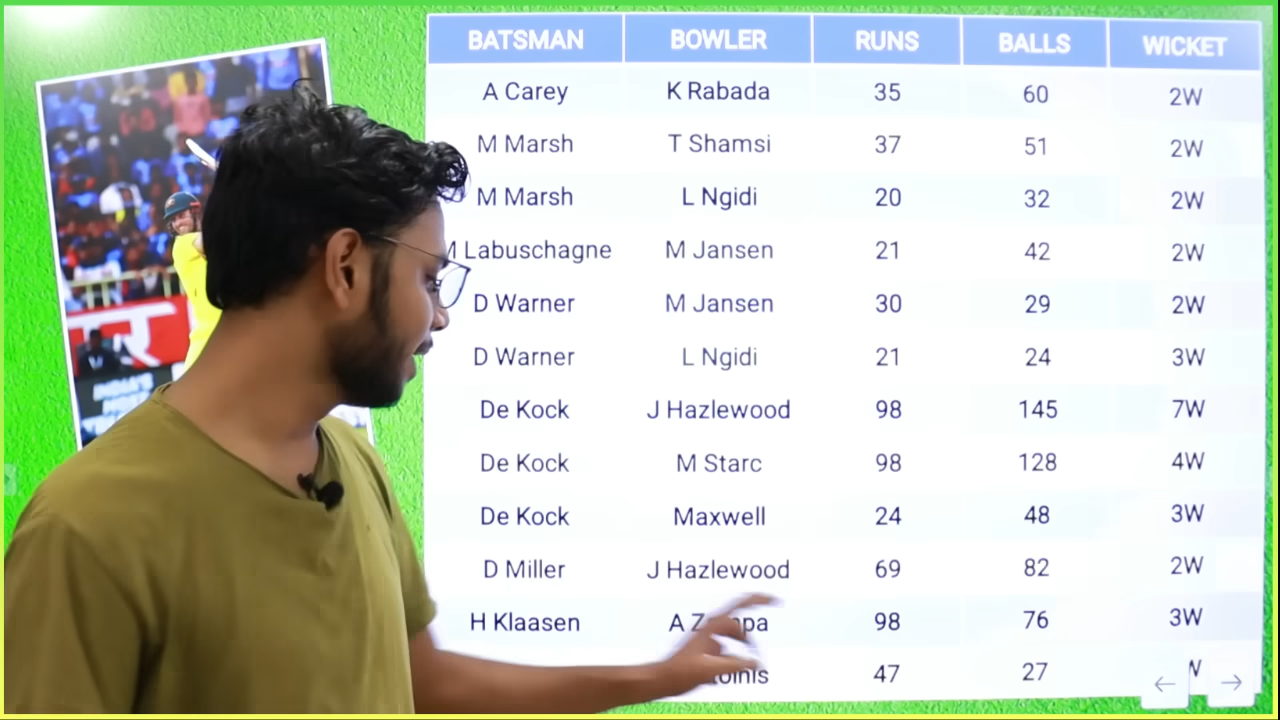 BATSMAN BOWLER RUNS BALLS WICKET
A Carey K Rabada 35 60 2W
M Marsh T Shamsi 37 51 2W
M Marsh L Ngidi 20 32 2W
M Labuschagne M Jansen 21 42 2W
D Warner M Jansen 30 29 2W
D Warner L Ngidi 21 24 3W
De Kock J Hazlewood 98 145 7W
De Kock M Starc 98 128 4W
De Kock Maxwell 24 48 3W
D Miller J Hazlewood 69 82 2W
H Klaasen A Zampa 98 76 3W
47 27
INDIA'S